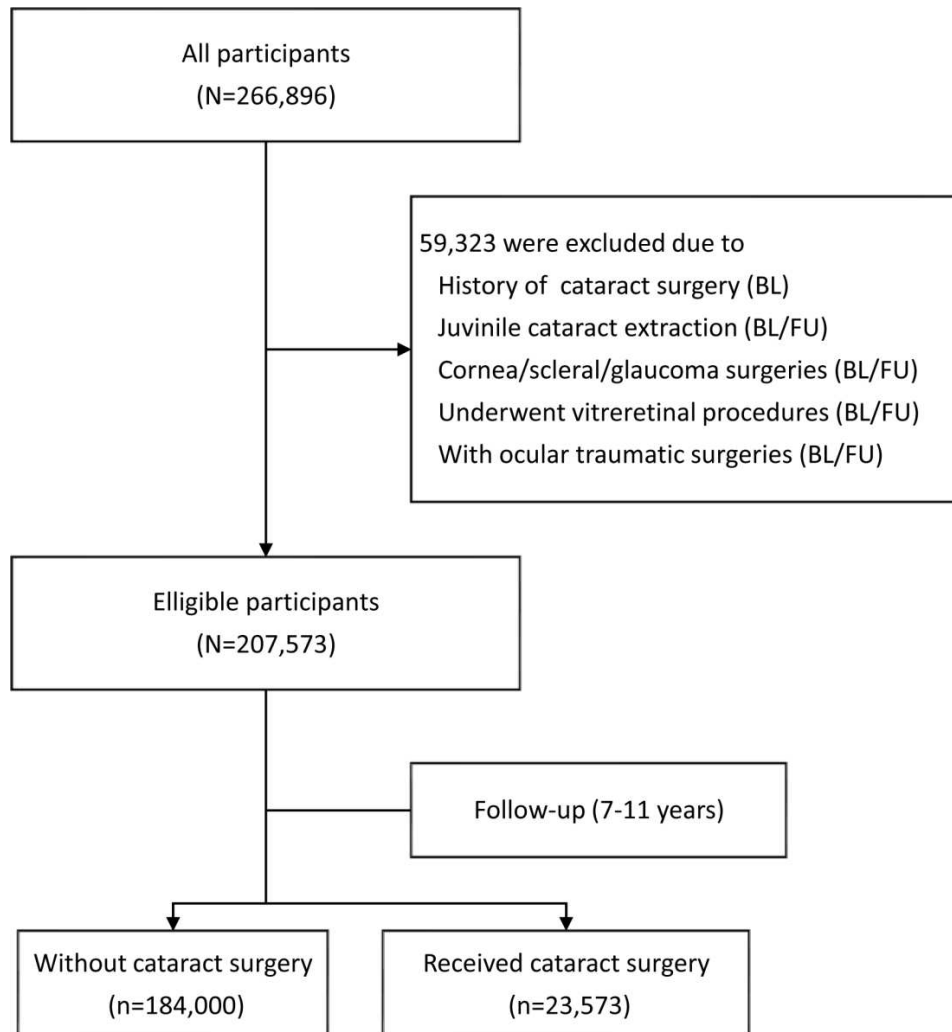 All participants
(N=266,896)
59,323 were excluded due to
History of  cataract surgery (BL)
Juvinile cataract extraction (BL/FU)
Cornea/scleral/glaucoma surgeries (BL/FU)
Underwent vitreretinal procedures (BL/FU)
With ocular traumatic surgeries (BL/FU)
Elligible participants
(N=207,573)
Follow-up (7-11 years)
Without cataract surgery
(n=184,000)
Received cataract surgery
(n=23,573)